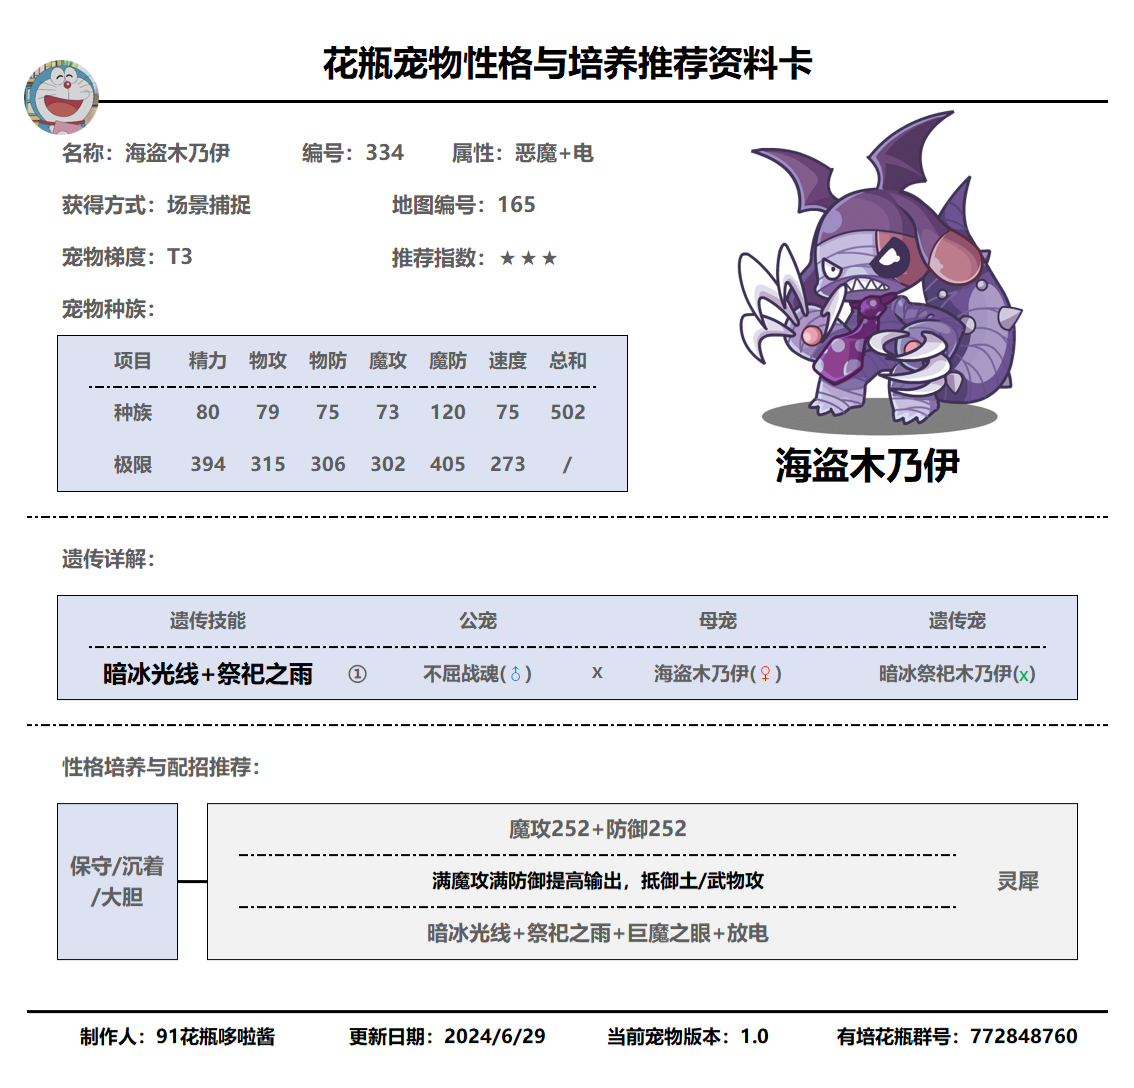 花瓶宠物性格与培养推荐资料卡
名称：海盗木乃伊 编号：334 属性：恶魔+电
获得方式：场景捕捉 地图编号：165
宠物梯度：T3 推荐指数：★★★
宠物种族：
项目 精力 物攻 物防 魔攻 魔防 速度 总和
种族 80 79 75 73 120 75 502
极限 394 315 306 302 405 273 /
海盗木乃伊
遗传详解：
遗传技能 公宠 母宠 遗传宠
暗冰光线+祭祀之雨 ① 不屈战魂(♂) x 海盗木乃伊(♀) 暗冰祭祀木乃伊(x)
性格培养与配招推荐：
保守/沉着
/大胆
魔攻252+防御252
满魔攻满防御提高输出，抵御土/武物攻
灵犀
暗冰光线+祭祀之雨+巨魔之眼+放电
制作人：91花瓶哆啦酱 更新日期：2024/6/29 当前宠物版本：1.0 有培花瓶群号：772848760